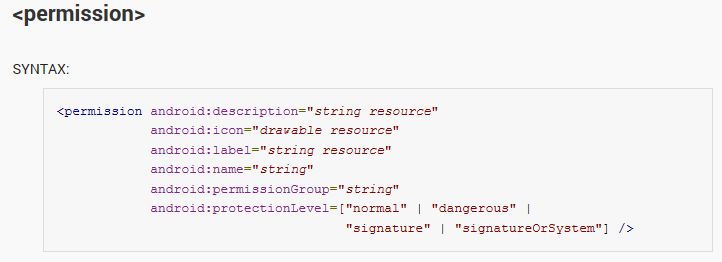 <permission>
SYNTAX:
<permission android:description="string resource"
android:icon="drawable resource"
android:label="string resource"
android:name="string"
android:permissionGroup="string"
android:protectionLevel=["normal" | "dangerous" |
"signature" | "signatureOrSystem"] />